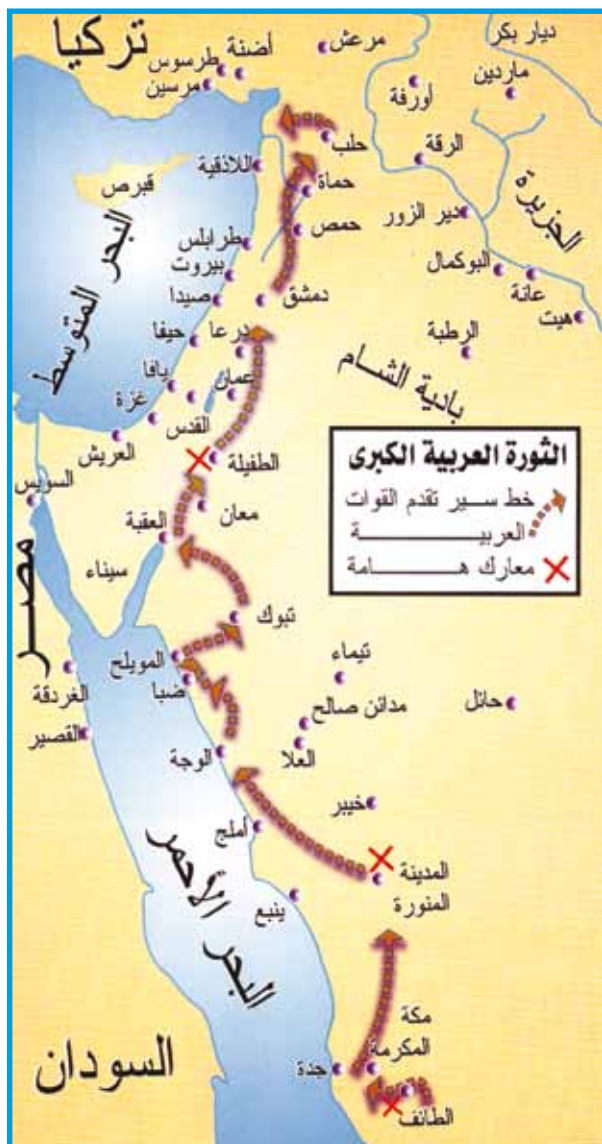 تركيا
أضنة
مرعش
ديار بكر
طرسوس
مرسين
أورفة
ماردين
حلب
الرقة
اللاذقية
قبرص
حماة
الجزيرة
حمص
دير الزور
البحر المتوسط
طرابلس
بيروت
البوكمال
عانة
صيدا
دمشق
هيت
حيفا
درعا
الرطبة
يافا
عمان
بادية الشام
غزة
القدس
العريش
الطفيلة
السويس
معان
العقبة
سيناء
مصر
الثورة العربية الكبرى
خط سير تقدم القوات
العربيـــــــــة
معارك هـــــــامة
تبوك
المويلح
ضبا
تيماء
الغردقة
مدائن صالح
حائل
القصير
العلا
الوجة
خيبر
أملج
البحر الأحمر
المدينة
المنورة
ينبع
مكة
المكرمة
السودان
جدة
الطائف